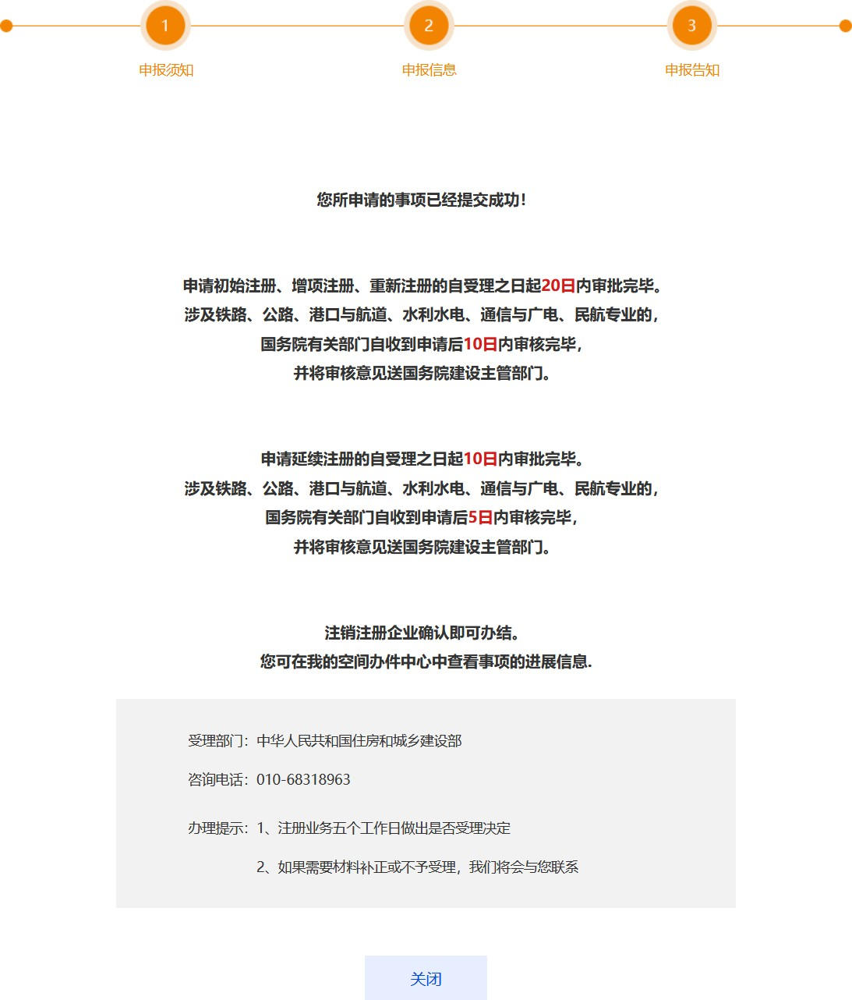 1
2
3
申报须知
申报信息
申报告知
您所申请的事项已经提交成功！
申请初始注册、增项注册、重新注册的自受理之日起20日内审批完毕。
涉及铁路、公路、港口与航道、水利水电、通信与广电、民航专业的，
国务院有关部门自收到申请后10日内审核完毕，
并将审核意见送国务院建设主管部门。
申请延续注册的自受理之日起10日内审批完毕。
涉及铁路、公路、港口与航道、水利水电、通信与广电、民航专业的，
国务院有关部门自收到申请后5日内审核完毕，
并将审核意见送国务院建设主管部门。
注销注册企业确认即可办结。
您可在我的空间办件中心中查看事项的进展信息.
受理部门：中华人民共和国住房和城乡建设部
咨询电话：010-68318963
办理提示：1、注册业务五个工作日做出是否受理决定
2、如果需要材料补正或不予受理，我们将会与您联系
关闭